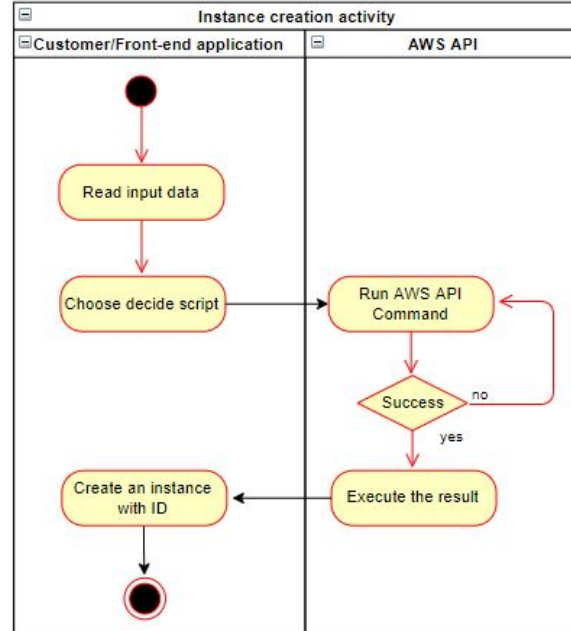 Instance creation activity
Customer/Front-end application
AWS API
Read input data
Choose decide script
Run AWS API
Command
Success
no
yes
Create an instance
with ID
Execute the result